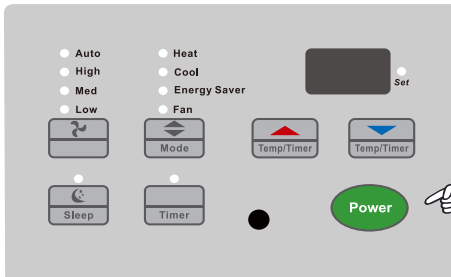 Auto
High
Med
Low
Heat
Cool
Energy Saver
Fan
Set
Mode
Temp/Timer
Temp/Timer
Sleep
Timer
Power